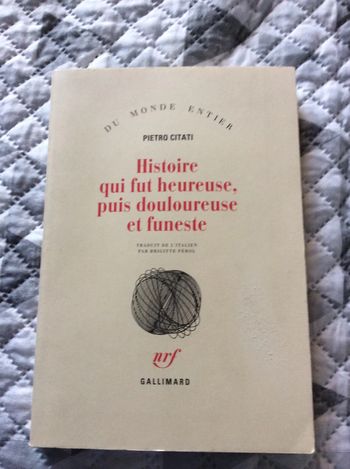 DU MONDE ENTIER
PIETRO CITATI
Histoire
qui fut heureuse,
puis douloureuse
et funeste
TRADUIT DE L'ITALIEN
PAR BRIGITTE PÉROL
nrf
GALLIMARD